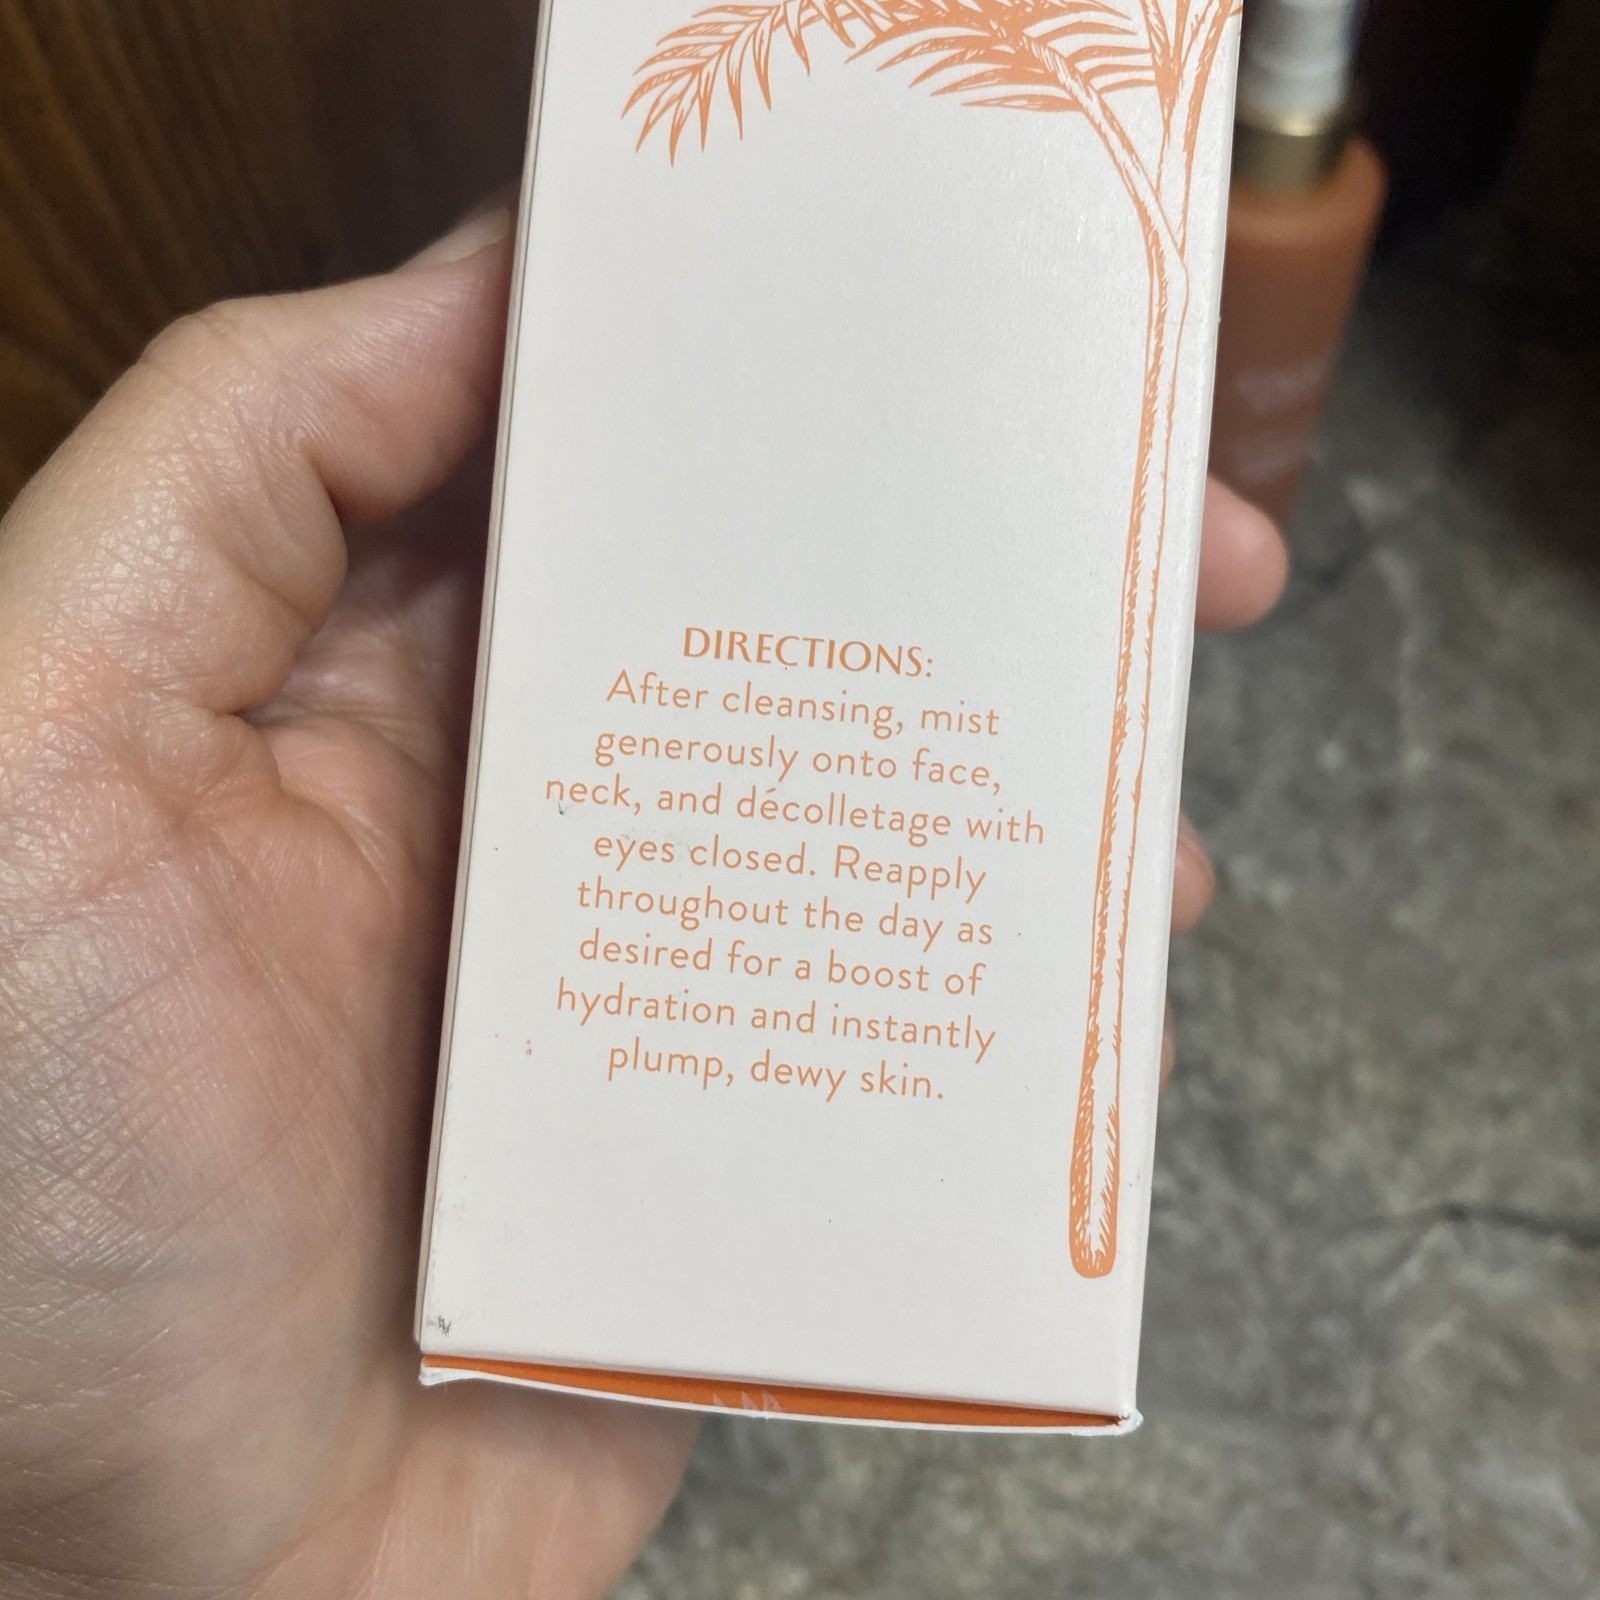 DIRECTIONS:
After cleansing, mist
generously onto face,
neck, and décolletage with
eyes closed. Reapply
throughout the day as
desired for a boost of
hydration and instantly
plump, dewy skin.